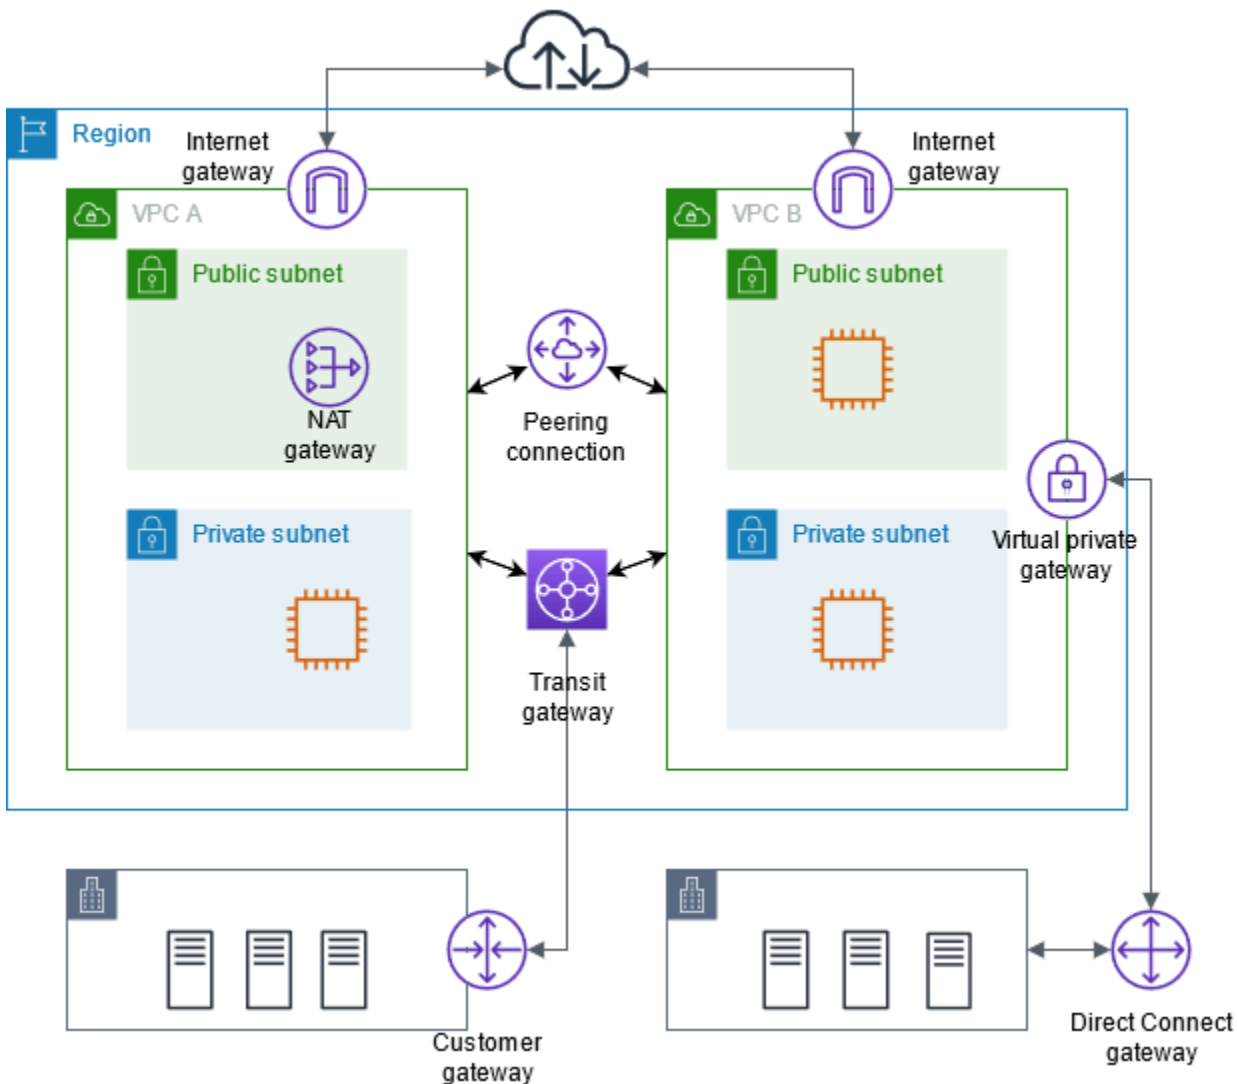 Region
Internet
gateway
Internet
gateway
VPC A
VPC B
Public subnet
Public subnet
NAT
gateway
Peering
connection
Private subnet
Private subnet
Virtual private
gateway
Transit
gateway
Customer
gateway
Direct Connect
gateway